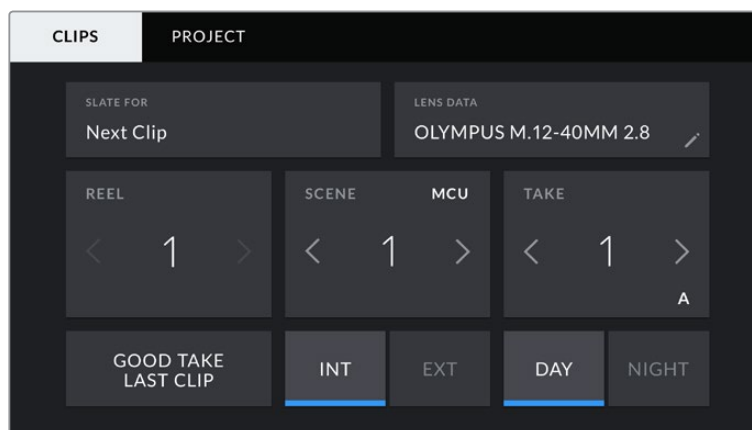 CLIPS
PROJECT
SLATE FOR
Next Clip
LENS DATA
OLYMPUS M.12-40MM 2.8
REEL
1
SCENE
MCU
1
TAKE
1
A
GOOD TAKE
LAST CLIP
INT
EXT
DAY
NIGHT